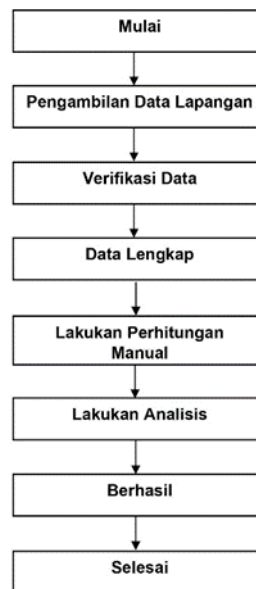 Mulai
Pengambilan Data Lapangan
Verifikasi Data
Data Lengkap
Lakukan Perhitungan
Manual
Lakukan Analisis
Berhasil
Selesai